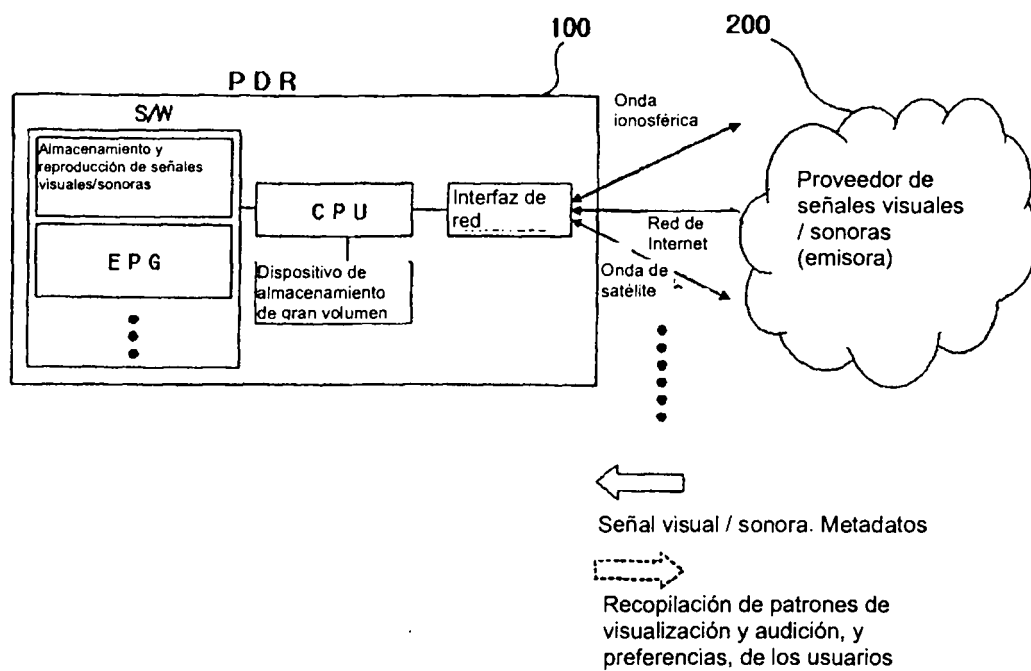 100
200
PDR
S/W
Almacenamiento y
reproducción de señales
visuales/sonoras
EPG
CPU
Dispositivo de
almacenamiento
de gran volumen
Interfaz de
red
Onda
ionosférica
Red de
Internet
Onda de
satélite
Proveedor de
señales visuales
/ sonoras
(emisora)
Señal visual / sonora. Metadatos
Recopilación de patrones de
visualización y audición, y
preferencias, de los usuarios